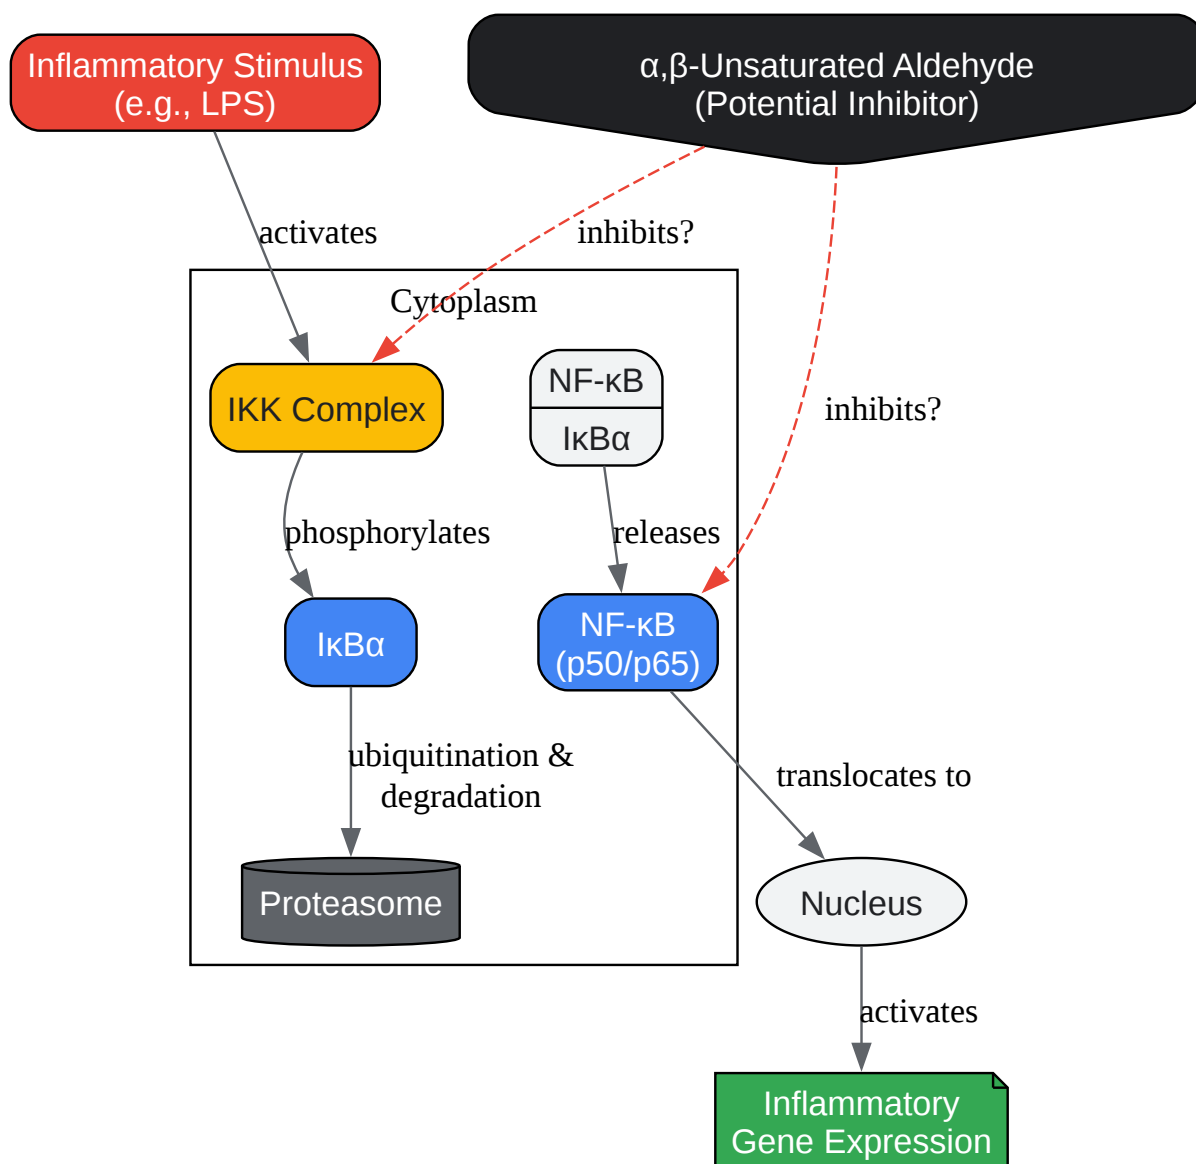 Inflammatory Stimulus
(e.g., LPS)
α,β-Unsaturated Aldehyde
(Potential Inhibitor)
activates
inhibits?
Cytoplasm
IKK Complex
NF-κB
IκBα
inhibits?
phosphorylates
releases
IκBα
NF-κB
(p50/p65)
ubiquitination &
degradation
translocates to
Proteasome
Nucleus
activates
Inflammatory
Gene Expression